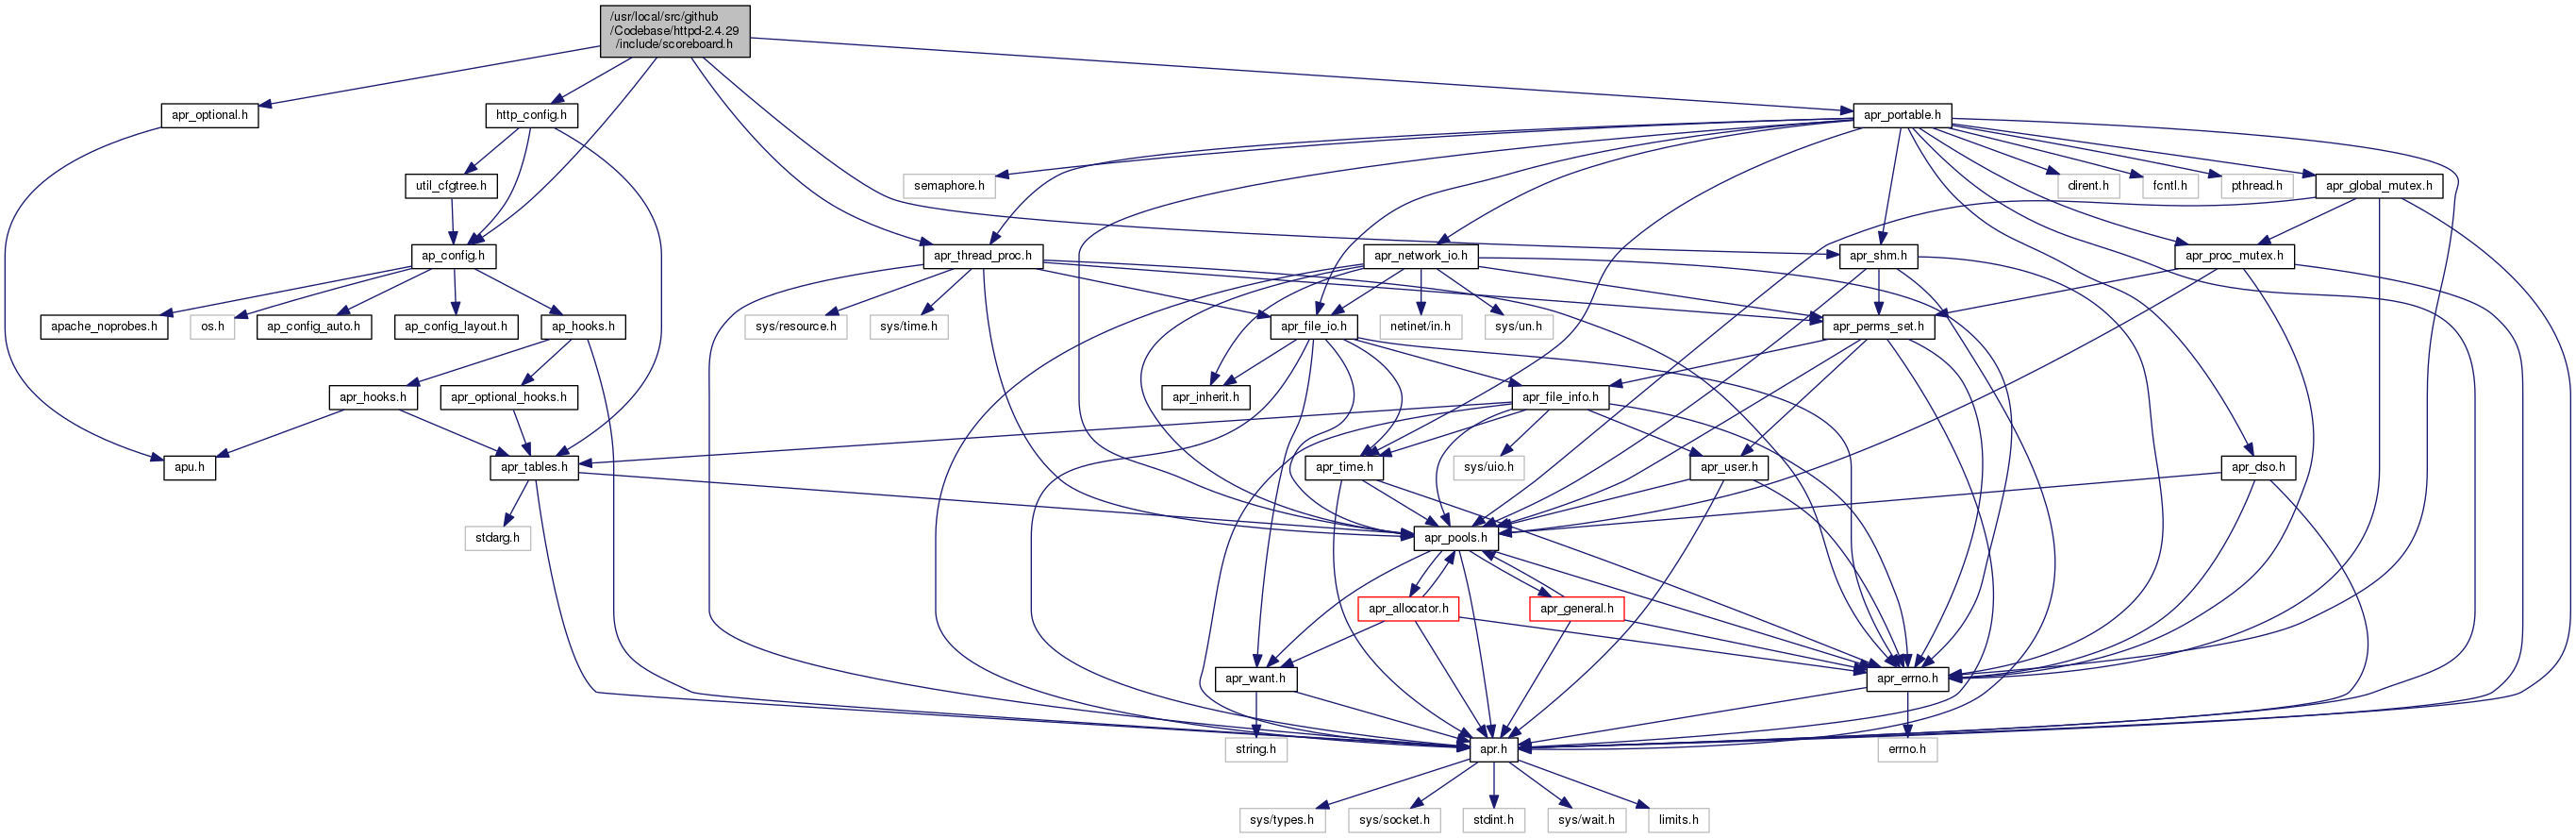 /usr/local/src/github
/Codebase/httpd-2.4.29
/include/scoreboard.h
apr_optional.h
http_config.h
apr_portable.h
util_cfgtree.h
semaphore.h
dirent.h
fcntl.h
pthread.h
apr_global_mutex.h
ap_config.h
apr_thread_proc.h
apr_network_io.h
apr_shm.h
apr_proc_mutex.h
apache_noprobes.h
os.h
ap_config_auto.h
ap_config_layout.h
ap_hooks.h
sys/resource.h
sys/time.h
apr_file_io.h
netinet/in.h
sys/un.h
apr_perms_set.h
apr_hooks.h
apr_optional_hooks.h
apr_inherit.h
apr_file_info.h
apu.h
apr_tables.h
apr_time.h
sys/uio.h
apr_user.h
apr_dso.h
stdarg.h
apr_pools.h
apr_allocator.h
apr_general.h
apr_want.h
apr_errno.h
string.h
apr.h
errno.h
sys/types.h
sys/socket.h
stdint.h
sys/wait.h
limits.h